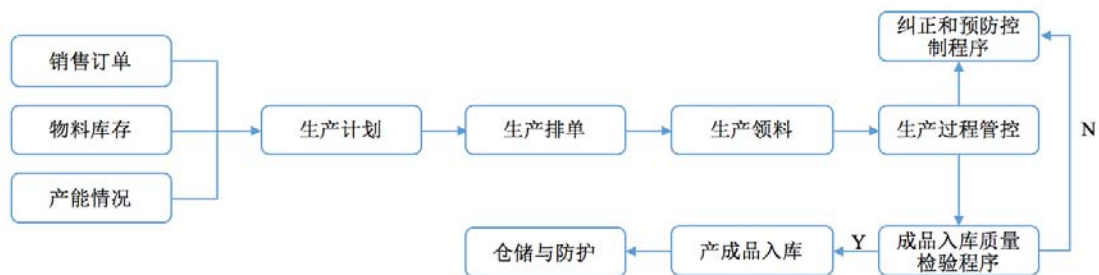 销售订单
物料库存
产能情况
生产计划
生产排单
生产领料
生产过程管控
纠正和预防控
制程序
N
成品入库质量
检验程序
Y
产成品入库
仓储与防护